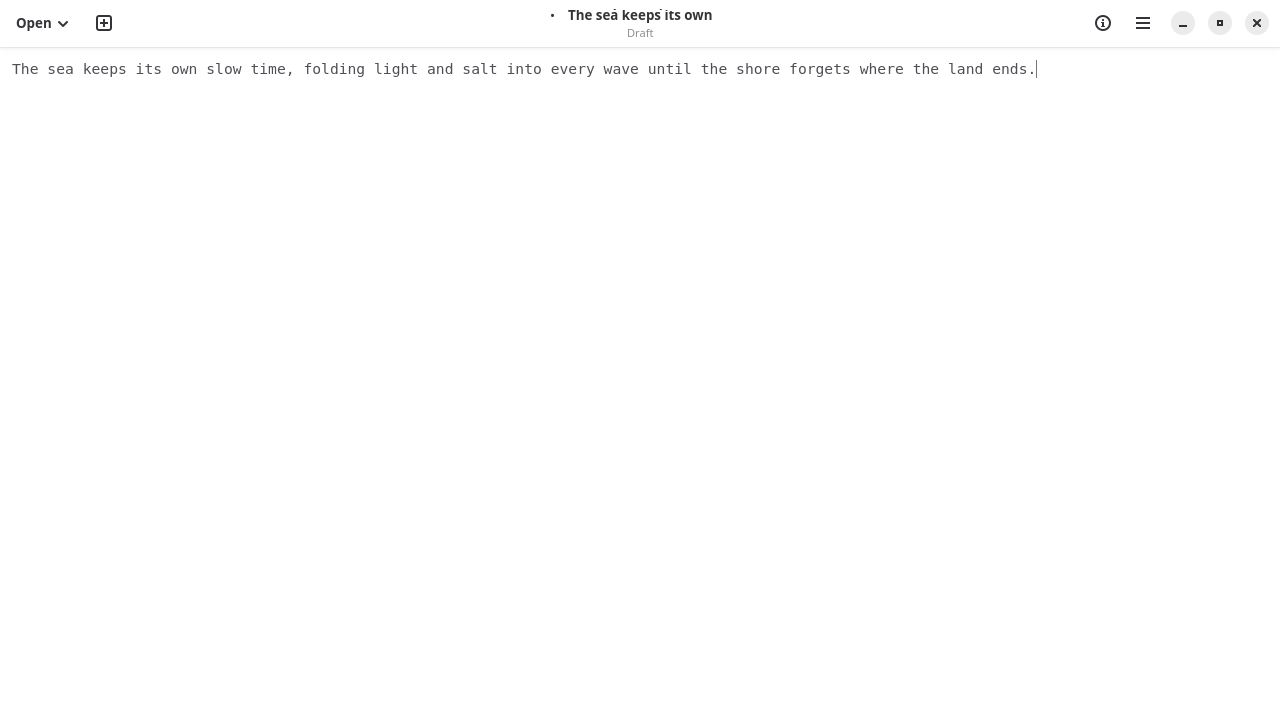 Open
• The sea keeps its own
Draft
The sea keeps its own slow time, folding light and salt into every wave until the shore forgets where the land ends.